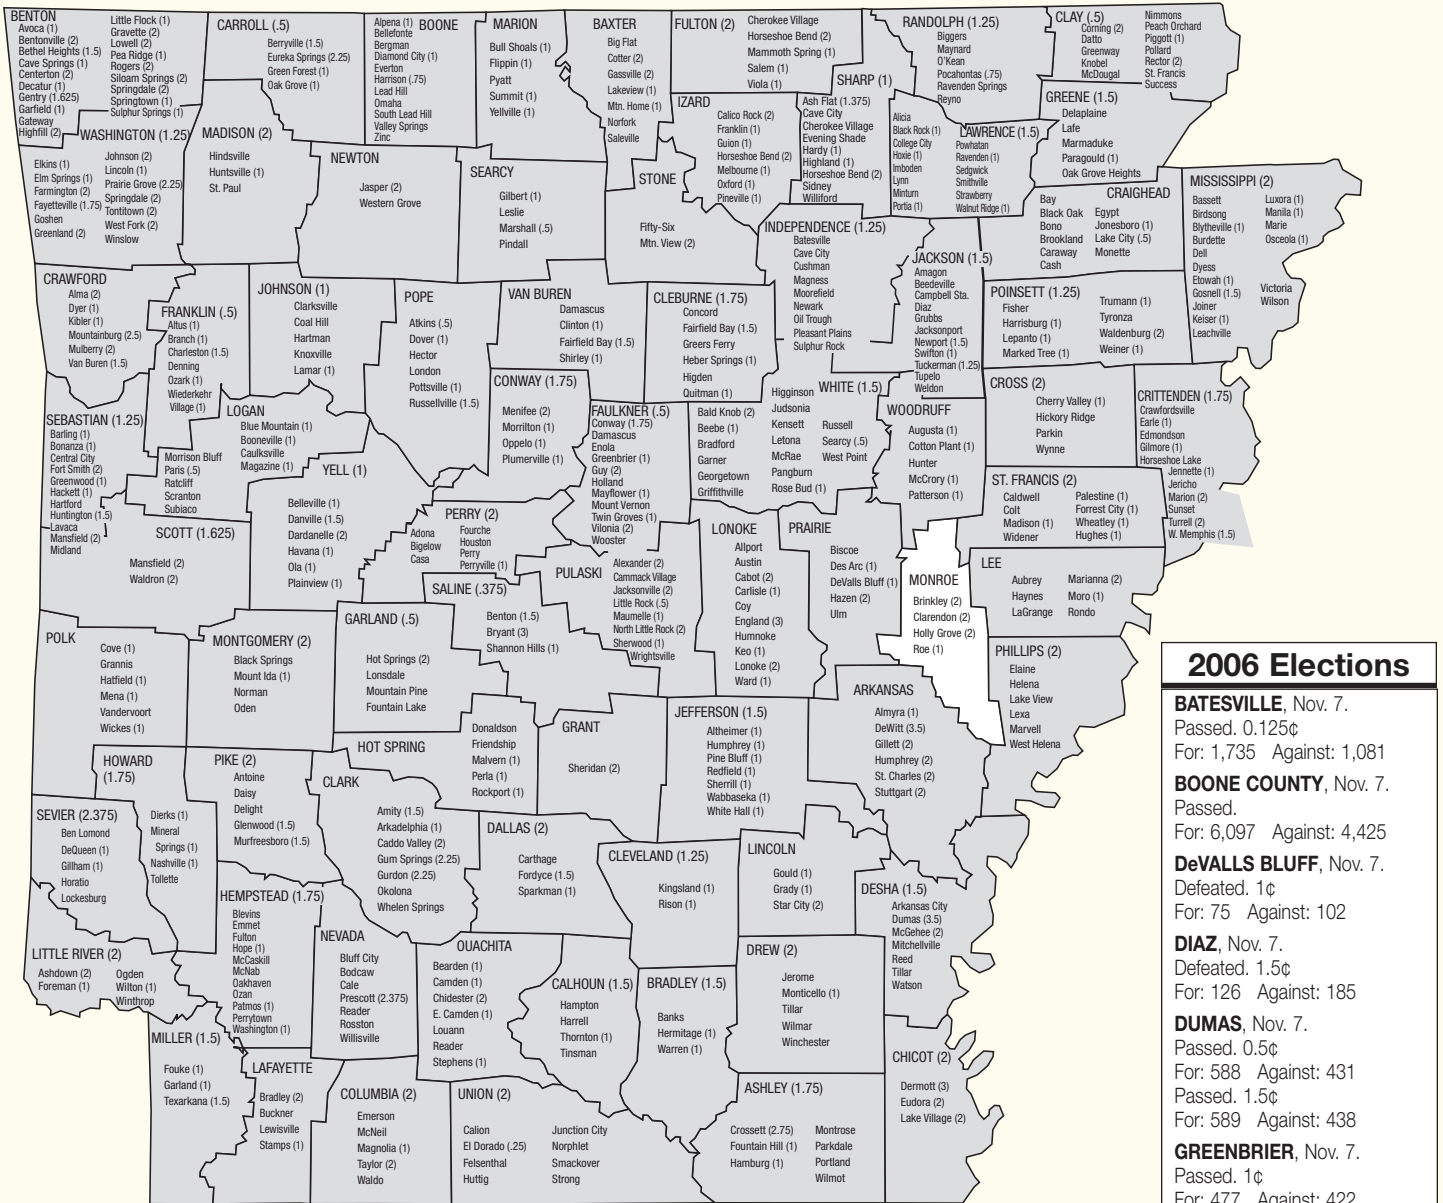 BENTON
Avoca (1)
Bentonville (2)
Bethel Heights (1.5)
Cave Springs (1)
Centerton (2)
Decatur (1)
Gentry (1.625)
Garfield (1)
Gateway
Highfill (2)
Little Flock (1)
Gravette (2)
Lowell (2)
Pea Ridge (1)
Rogers (2)
Siloam Springs (2)
Springdale (2)
Springtown (1)
Sulphur Springs (1)
CARROLL (.5)
Berryville (1.5)
Eureka Springs (2.25)
Green Forest (1)
Oak Grove (1)
BOONE
Alpena (1)
Bellefonte
Bergman
Diamond City (1)
Everton
Harrison (.75)
Lead Hill
Omaha
South Lead Hill
Valley Springs
Zinc
MARION
Bull Shoals (1)
Flippin (1)
Pyatt
Summit (1)
Yellville (1)
BAXTER
Big Flat
Cotter (2)
Gassville (2)
Lakeview (1)
Mtn. Home (1)
Norfork
Saleville
FULTON (2)
Cherokee Village
Horseshoe Bend (2)
Mammoth Spring (1)
Salem (1)
Viola (1)
SHARP (1)
Ash Flat (1.375)
Cave City
Cherokee Village
Evening Shade
Hardy (1)
Highland (1)
Horseshoe Bend (2)
Sidney
Williford
RANDOLPH (1.25)
Biggers
Maynard
O'Kean
Pocahontas (.75)
Ravenden Springs
Reyno
CLAY (.5)
Corning (2)
Datto
Greenway
Knobel
McDougal
Nimmons
Peach Orchard
Piggott (1)
Pollard
Rector (2)
St. Francis
Success
GREENE (1.5)
Delaplaine
Lafe
Marmaduke
Paragould (1)
Oak Grove Heights
WASHINGTON (1.25)
Elkins (1)
Elm Springs (1)
Farmington (2)
Fayetteville (1.75)
Goshen
Greenland (2)
Johnson (2)
Lincoln (1)
Prairie Grove (2.25)
Springdale (2)
Tontitown (2)
West Fork (2)
Winslow
MADISON (2)
Hindsville
Huntsville (1)
St. Paul
NEWTON
Jasper (2)
Western Grove
SEARCY
Gilbert (1)
Leslie
Marshall (.5)
Pindall
STONE
Fifty-Six
Mtn. View (2)
IZARD
Calico Rock (2)
Franklin (1)
Guion (1)
Horseshoe Bend (2)
Melbourne (1)
Oxford (1)
Pineville (1)
LAWRENCE (1.5)
Alicia
Black Rock (1)
College City
Hoxie (1)
Imboden
Lynn
Minturn
Portia (1)
Powhatan
Ravenden (1)
Sedgwick
Smithville
Strawberry
Walnut Ridge (1)
CRAIGHEAD
Bay
Black Oak
Bono
Brookland
Caraway
Cash
Egypt
Jonesboro (1)
Lake City (.5)
Monette
MISSISSIPPI (2)
Bassett
Birdsong
Blytheville (1)
Burdette
Dell
Dyess
Etowah (1)
Gosnell (1.5)
Joiner
Keiser (1)
Leachville
Luxora (1)
Manila (1)
Marie
Osceola (1)
Victoria
Wilson
INDEPENDENCE (1.25)
Batesville
Cave City
Cushman
Magness
Moorefield
Newark
Oil Trough
Pleasant Plains
Sulphur Rock
JACKSON (1.5)
Amagon
Beedeville
Campbell Sta.
Diaz
Grubbs
Jacksonport
Newport (1.5)
Swifton (1)
Tuckerman (1.25)
Tupelo
Weldon
POINSETT (1.25)
Fisher
Harrisburg (1)
Lepanto (1)
Marked Tree (1)
Trumann (1)
Tyronza
Waldenburg (2)
Weiner (1)
CRAWFORD
Alma (2)
Dyer (1)
Kibler (1)
Mountainburg (2.5)
Mulberry (2)
Van Buren (1.5)
FRANKLIN (.5)
Altus (1)
Branch (1)
Charleston (1.5)
Denning
Ozark (1)
Wiederkehr
Village (1)
JOHNSON (1)
Clarksville
Coal Hill
Hartman
Knoxville
Lamar (1)
POPE
Atkins (.5)
Dover (1)
Hector
London
Pottsville (1)
Russellville (1.5)
VAN BUREN
Damascus
Clinton (1)
Fairfield Bay (1.5)
Shirley (1)
CLEBURNE (1.75)
Concord
Fairfield Bay (1.5)
Greers Ferry
Heber Springs (1)
Higden
Quitman (1)
CONWAY (1.75)
Menifee (2)
Morrilton (1)
Oppelo (1)
Plumerville (1)
FAULKNER (.5)
Conway (1.75)
Damascus
Enola
Greenbrier (1)
Guy (2)
Holland
Mayflower (1)
Mount Vernon
Twin Groves (1)
Vilonia (2)
Wooster
WHITE (1.5)
Bald Knob (2)
Beebe (1)
Bradford
Garner
Georgetown
Griffithville
Higginson
Judsonia
Kensett
Letona
McRae
Pangburn
Rose Bud (1)
Russell
Searcy (.5)
West Point
WOODRUFF
Augusta (1)
Cotton Plant (1)
Hunter
McCrory (1)
Patterson (1)
CROSS (2)
Cherry Valley (1)
Hickory Ridge
Parkin
Wynne
CRITTENDEN (1.75)
Crawfordsville
Earle (1)
Edmondson
Gilmore (1)
Horseshoe Lake
Jennette (1)
Jericho
Marion (2)
Sunset
Turrell (2)
W. Memphis (1.5)
SEBASTIAN (1.25)
Barling (1)
Bonanza (1)
Central City
Fort Smith (2)
Greenwood (1)
Hackett (1)
Hartford
Huntington (1.5)
Lavaca
Mansfield (2)
Midland
LOGAN
Blue Mountain (1)
Booneville (1)
Caulksville
Magazine (1)
Morrison Bluff
Paris (.5)
Ratcliff
Scranton
Subiaco
YELL (1)
Belleville (1)
Danville (1.5)
Dardanelle (2)
Havana (1)
Ola (1)
Plainview (1)
SCOTT (1.625)
Mansfield (2)
Waldron (2)
PERRY (2)
Adona
Bigelow
Casa
Fourche
Houston
Perry
Perryville (1)
ST. FRANCIS (2)
Caldwell
Colt
Madison (1)
Widener
Palestine (1)
Forrest City (1)
Wheatley (1)
Hughes (1)
LONOKE
Allport
Austin
Cabot (2)
Carlisle (1)
Coy
England (3)
Humnoke
Keo (1)
Lonoke (2)
Ward (1)
PRAIRIE
Biscoe
Des Arc (1)
DeValls Bluff (1)
Hazen (2)
Ulm
PULASKI
Alexander (2)
Cammack Village
Jacksonville (2)
Little Rock (.5)
Maumelle (1)
North Little Rock (2)
Sherwood (1)
Wrightsville
SALINE (.375)
Benton (1.5)
Bryant (3)
Shannon Hills (1)
MONROE
Brinkley (2)
Clarendon (2)
Holly Grove (2)
Roe (1)
LEE
Aubrey
Haynes
LaGrange
Marianna (2)
Moro (1)
Rondo
POLK
Cove (1)
Grannis
Hatfield (1)
Mena (1)
Vandervoort
Wickes (1)
MONTGOMERY (2)
Black Springs
Mount Ida (1)
Norman
Oden
GARLAND (.5)
Hot Springs (2)
Lonsdale
Mountain Pine
Fountain Lake
PHILLIPS (2)
Elaine
Helena
Lake View
Lexa
Marvell
West Helena
HOT SPRING
Donaldson
Friendship
Malvern (1)
Perla (1)
Rockport (1)
GRANT
Sheridan (2)
JEFFERSON (1.5)
Altheimer (1)
Humphrey (1)
Pine Bluff (1)
Redfield (1)
Sherrill (1)
Wabbaseka (1)
White Hall (1)
ARKANSAS
Almyra (1)
DeWitt (3.5)
Gillett (2)
Humphrey (2)
St. Charles (2)
Stuttgart (2)
HOWARD
(1.75)
Dierks (1)
Mineral
Springs (1)
Nashville (1)
Tollette
PIKE (2)
Antoine
Daisy
Delight
Glenwood (1.5)
Murfreesboro (1.5)
CLARK
Amity (1.5)
Arkadelphia (1)
Caddo Valley (2)
Gum Springs (2.25)
Gurdon (2.25)
Okolona
Whelen Springs
DALLAS (2)
Carthage
Fordyce (1.5)
Sparkman (1)
CLEVELAND (1.25)
Kingsland (1)
Rison (1)
LINCOLN
Gould (1)
Grady (1)
Star City (2)
DESHA (1.5)
Arkansas City
Dumas (3.5)
McGehee (2)
Mitchellville
Reed
Tillar
Watson
SEVIER (2.375)
Ben Lomond
DeQueen (1)
Gillham (1)
Horatio
Lockesburg
LITTLE RIVER (2)
Ashdown (2)
Foreman (1)
Ogden
Wilton (1)
Winthrop
HEMPSTEAD (1.75)
Blevins
Emmet
Fulton
Hope (1)
McCaskill
McNab
Oakhaven
Ozan
Patmos (1)
Perrytown
Washington (1)
NEVADA
Bluff City
Bodcaw
Cale
Prescott (2.375)
Reader
Rosston
Willisville
OUACHITA
Bearden (1)
Camden (1)
Chidester (2)
E. Camden (1)
Louann
Reader
Stephens (1)
CALHOUN (1.5)
Hampton
Harrell
Thornton (1)
Tinsman
BRADLEY (1.5)
Banks
Hermitage (1)
Warren (1)
DREW (2)
Jerome
Monticello (1)
Tillar
Wilmar
Winchester
MILLER (1.5)
Fouke (1)
Garland (1)
Texarkana (1.5)
LAFAYETTE
Bradley (2)
Buckner
Lewisville
Stamps (1)
COLUMBIA (2)
Emerson
McNeil
Magnolia (1)
Taylor (2)
Waldo
UNION (2)
Calion
El Dorado (.25)
Felsenthal
Huttig
Junction City
Norphlet
Smackover
Strong
ASHLEY (1.75)
Crossett (2.75)
Fountain Hill (1)
Hamburg (1)
Montrose
Parkdale
Portland
Wilmot
CHICOT (2)
Dermott (3)
Eudora (2)
Lake Village (2)
2006 Elections
BATESVILLE, Nov. 7.
Passed. 0.125¢
For: 1,735 Against: 1,081
BOONE COUNTY, Nov. 7.
Passed.
For: 6,097 Against: 4,425
DeVALLS BLUFF, Nov. 7.
Defeated. 1¢
For: 75 Against: 102
DIAZ, Nov. 7.
Defeated. 1.5¢
For: 126 Against: 185
DUMAS, Nov. 7.
Passed. 0.5¢
For: 588 Against: 431
Passed. 1.5¢
For: 589 Against: 438
GREENBRIER, Nov. 7.
Passed. 1¢
For: 477 Against: 422